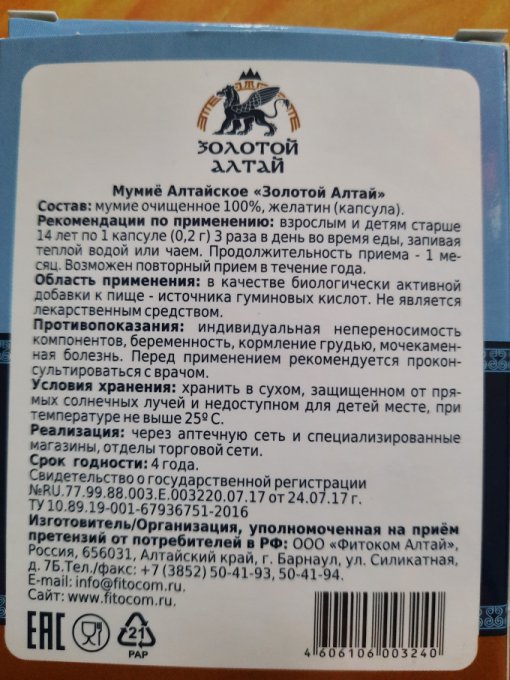 ЗОЛОТОЙ
АЛТАЙ
Мумиё Алтайское «Золотой Алтай»
Состав: мумие очищенное 100%, желатин (капсула).
Рекомендации по применению: взрослым и детям старше
14 лет по 1 капсуле (0,2 г) 3 раза в день во время еды, запивая
теплой водой или чаем. Продолжительность приема - 1 ме-
сяц. Возможен повторный прием в течение года.
Область применения: в качестве биологически активной
добавки к пище - источника гуминовых кислот. Не является
лекарственным средством.
Противопоказания: индивидуальная непереносимость
компонентов, беременность, кормление грудью, мочекамен-
ная болезнь. Перед применением рекомендуется прокон-
сультироваться с врачом.
Условия хранения: хранить в сухом, защищенном от пря-
мых солнечных лучей и недоступном для детей месте, при
температуре не выше 25º С.
Реализация: через аптечную сеть и специализированные
магазины, отделы торговой сети.
Срок годности: 4 года.
Свидетельство о государственной регистрации
№RU.77.99.88.003.Е.003220.07.17 от 24.07.17 г.
ТУ 10.89.19-001-67936751-2016
Изготовитель/Организация, уполномоченная на приём
претензий от потребителей в РФ: ООО «Фитоком Алтай»,
Россия, 656031, Алтайский край, г. Барнаул, ул. Силикатная,
д. 7Б.Тел./факс: +7 (3852) 50-41-93, 50-41-94.
E-mail: info@fitocom.ru.
Сайт: www.fitocom.ru.
EAC
21
PAP
4 606106 003240